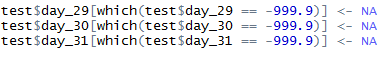 test$day_29[which(test$day_29 == -999.9)] <- NA
test$day_30[which(test$day_30 == -999.9)] <- NA
test$day_31[which(test$day_31 == -999.9)] <- NA